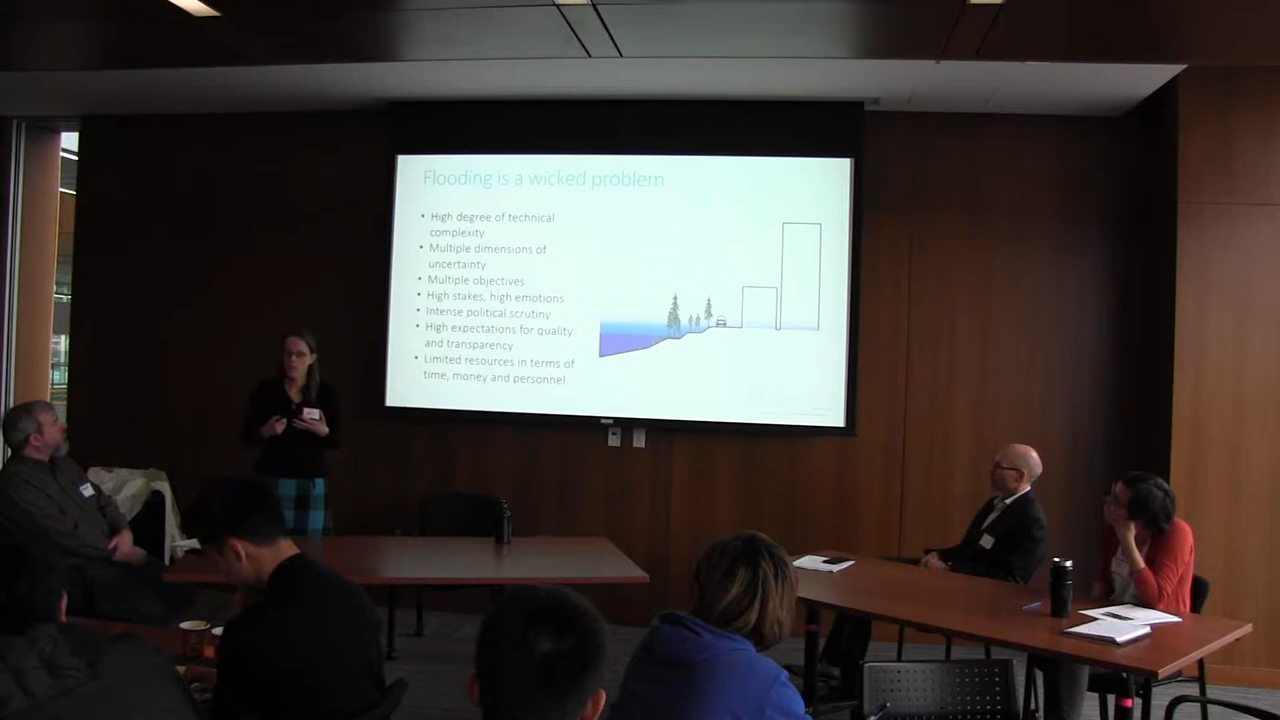 Flooding is a wicked problem
• High degree of technical
complexity
• Multiple dimensions of
uncertainty
• Multiple objectives
• High stakes, high emotions
• Intense political scrutiny
• High expectations for quality
and transparency
• Limited resources in terms of
time, money and personnel